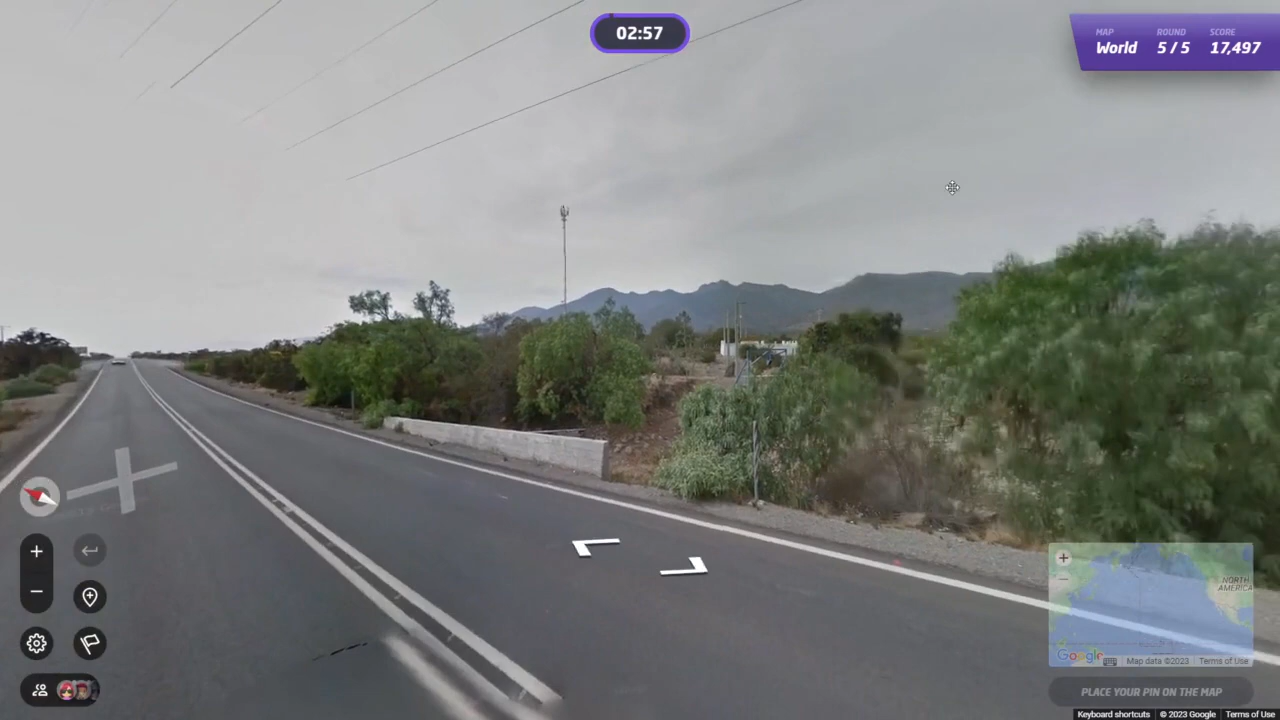 02:57
MAP
World
ROUND
5 / 5
SCORE
17,497
NORTH
AMERICA
Google
Map data ©2023
Terms of Use
PLACE YOUR PIN ON THE MAP
Keyboard shortcuts
© 2023 Google
Terms of Use